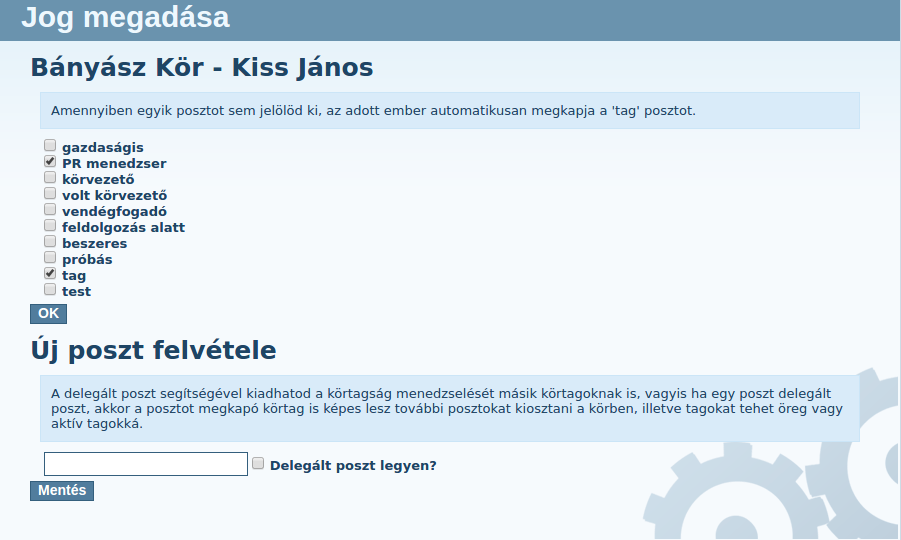 Jog megadása
Bányász Kör - Kiss János
Amennyiben egyik posztot sem jelölöd ki, az adott ember automatikusan megkapja a 'tag' posztot.
gazdaságis
PR menedzser
körvezető
volt körvezető
vendégfogadó
feldolgozás alatt
beszeres
próbás
tag
test
OK
Új poszt felvétele
A delegált poszt segítségével kiadhatod a körtagság menedzselését másik körtagoknak is, vagyis ha egy poszt delegált
poszt, akkor a posztot megkapó körtag is képes lesz további posztokat kiosztani a körben, illetve tagokat tehet öreg vagy
aktív tagokká.
Delegált poszt legyen?
Mentés